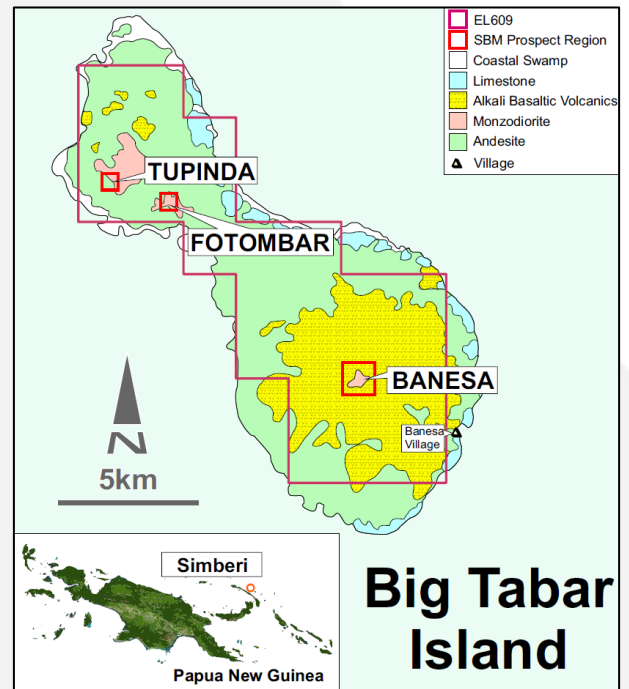 EL609
SBM Prospect Region
Coastal Swamp
Limestone
Alkali Basaltic Volcanics
Monzodiorite
Andesite
Village
TUPINDA
FOTOMBAR
BANESA
Banesa
Village
N
5km
Simberi
Papua New Guinea
Big Tabar
Island